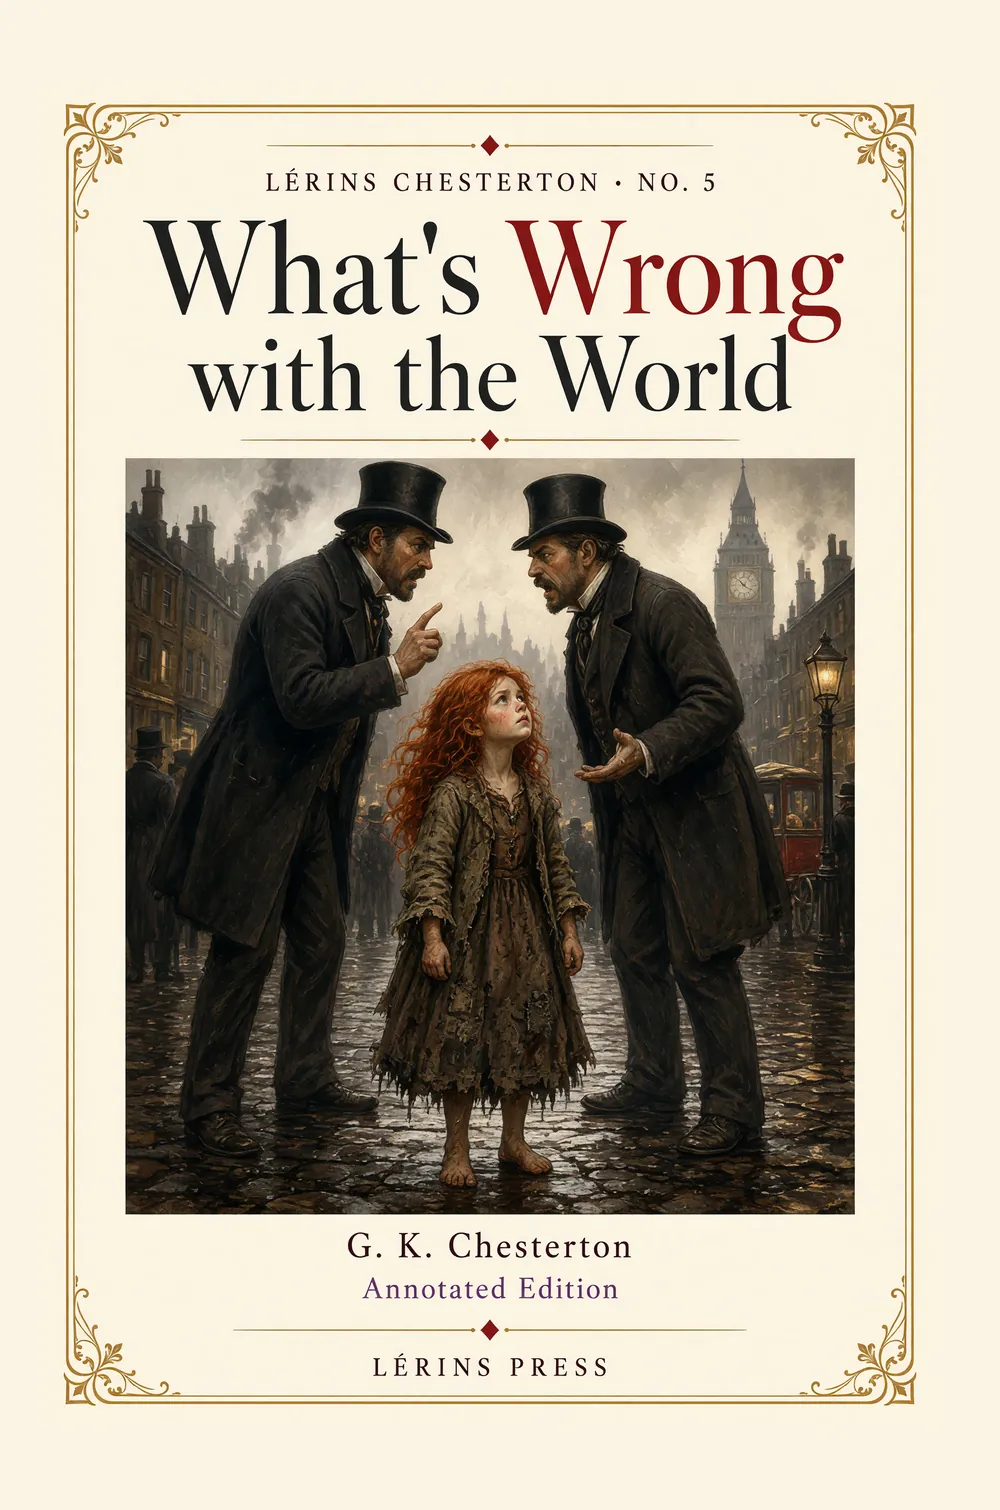 LÉRINS CHESTERTON • NO. 5
What's Wrong
with the World
G. K. Chesterton
Annotated Edition
LÉRINS PRESS